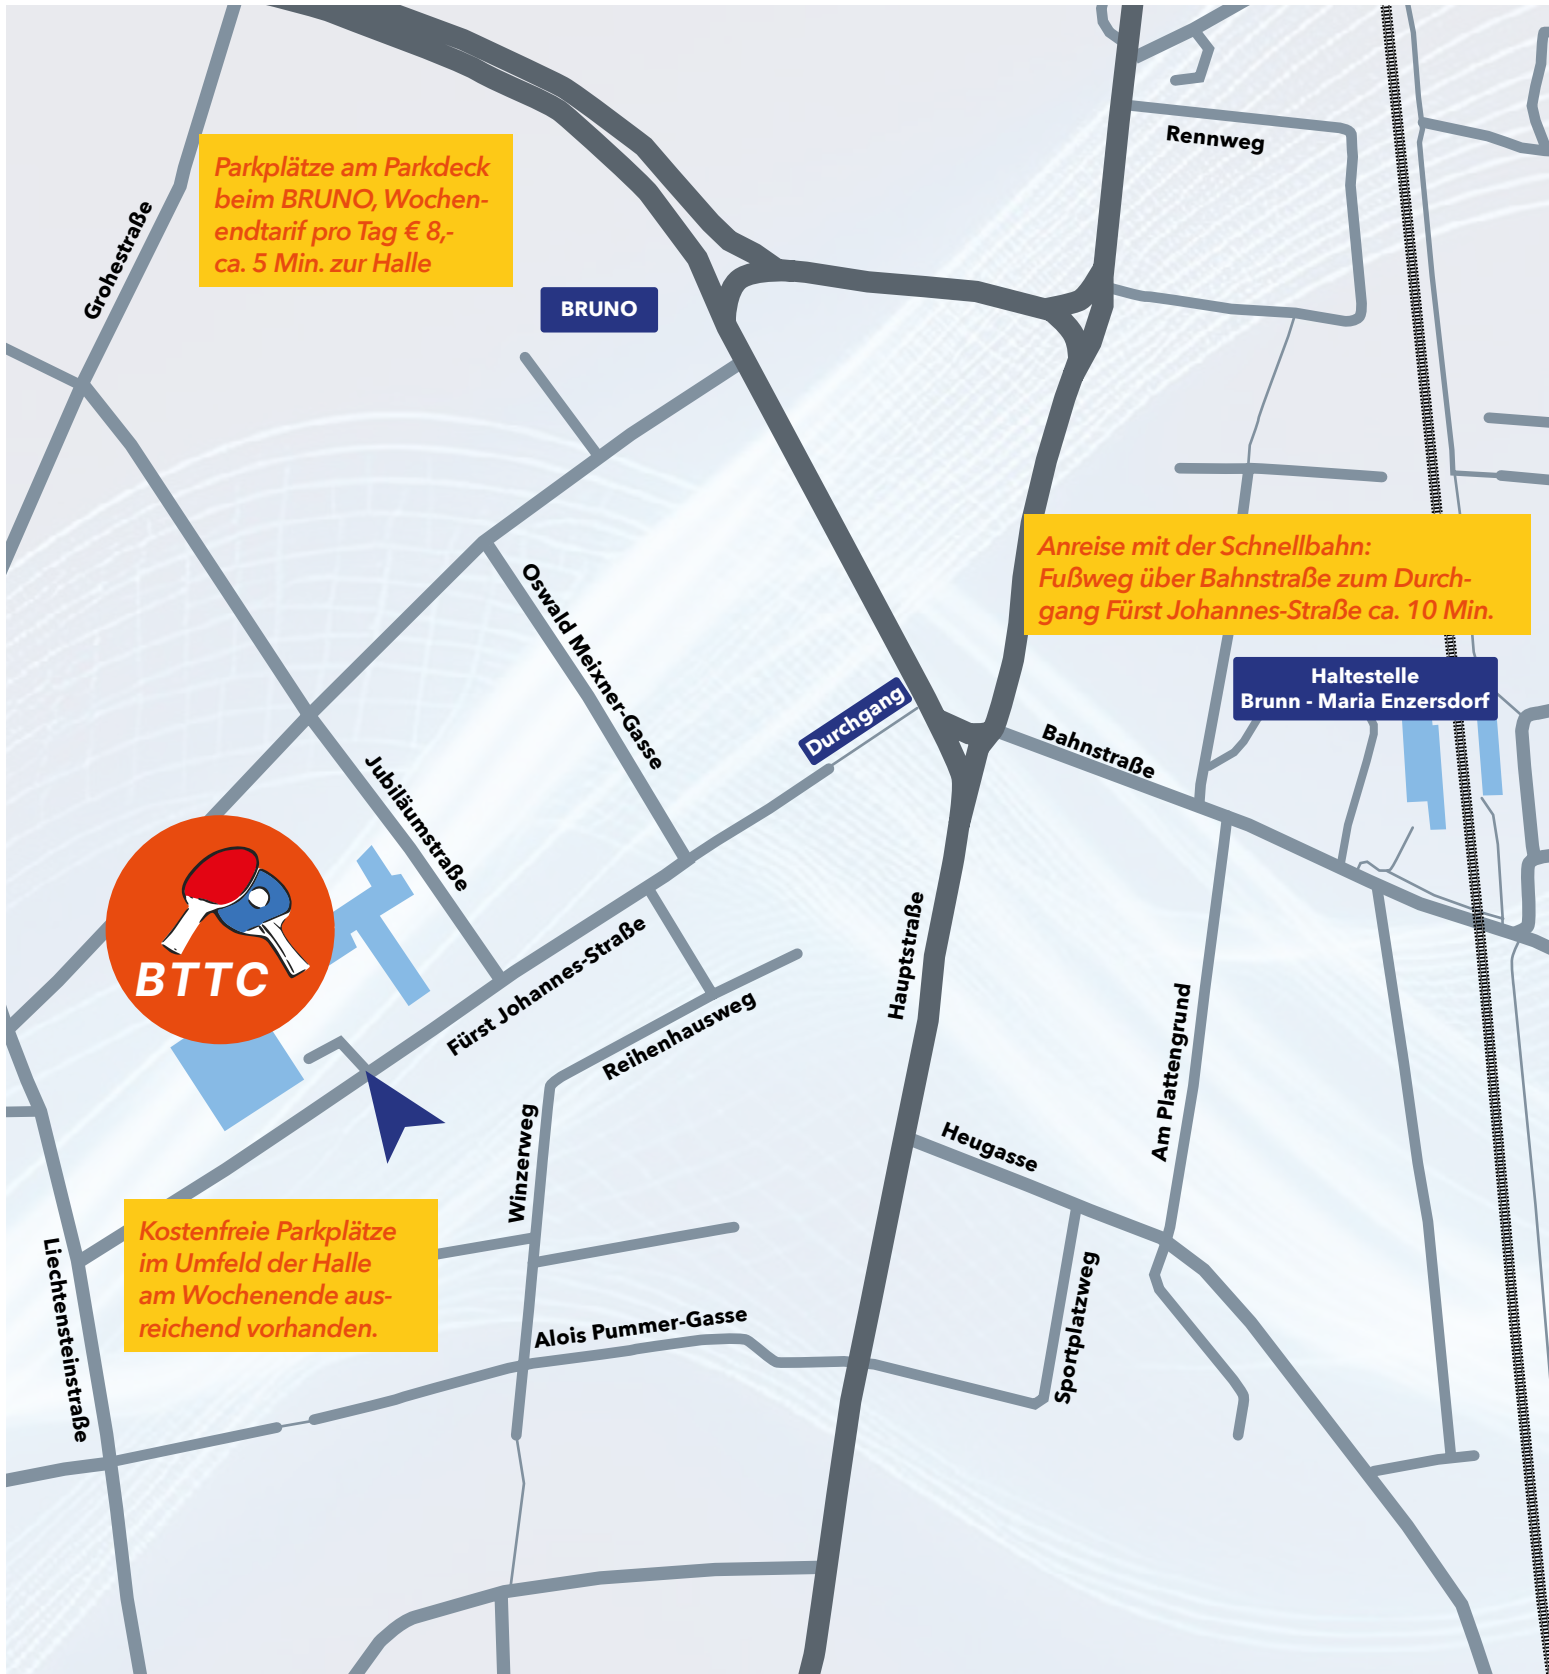 Rennweg
Parkplätze am Parkdeck
beim BRUNO, Wochen-
endtarif pro Tag € 8,-
ca. 5 Min. zur Halle
Grohestraße
BRUNO
Anreise mit der Schnellbahn:
Fußweg über Bahnstraße zum Durch-
gang Fürst Johannes-Straße ca. 10 Min.
Oswald Meixner-Gasse
Haltestelle
Brunn - Maria Enzersdorf
Durchgang
Bahnstraße
Jubiläumstraße
BTTC
Fürst Johannes-Straße
Hauptstraße
Reihenhausweg
Am Plattengrund
Winzerweg
Heugasse
Kostenfreie Parkplätze
im Umfeld der Halle
am Wochenende aus-
reichend vorhanden.
Liechtensteinstraße
Alois Pummer-Gasse
Sportplatzweg